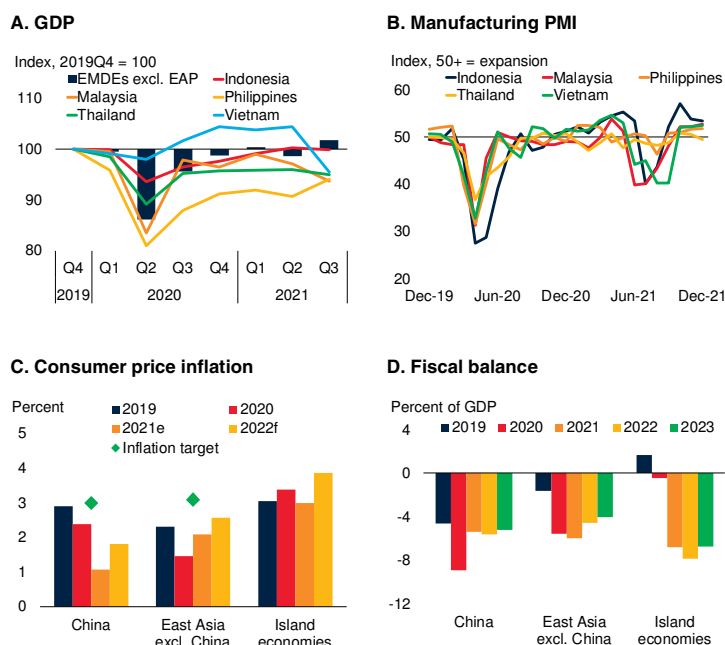 A. GDP
Index, 2019Q4 = 100
EMDEs excl. EAP Indonesia
Malaysia Philippines
Thailand Vietnam
110
100
90
80
Q4 Q1 Q2 Q3 Q4 Q1 Q2 Q3
2019 2020 2021
B. Manufacturing PMI
Index, 50+ = expansion
Indonesia Malaysia Philippines
Thailand Vietnam
60
50
40
30
20
Dec-19 Jun-20 Dec-20 Jun-21 Dec-21
C. Consumer price inflation
Percent
2019 2020
2021e 2022f
Inflation target
5
4
3
2
1
0
China East Asia Island
excl. China economies
D. Fiscal balance
Percent of GDP
2019 2020 2021 2022 2023
4
0
-4
-8
-12
China East Asia Island
excl. China economies